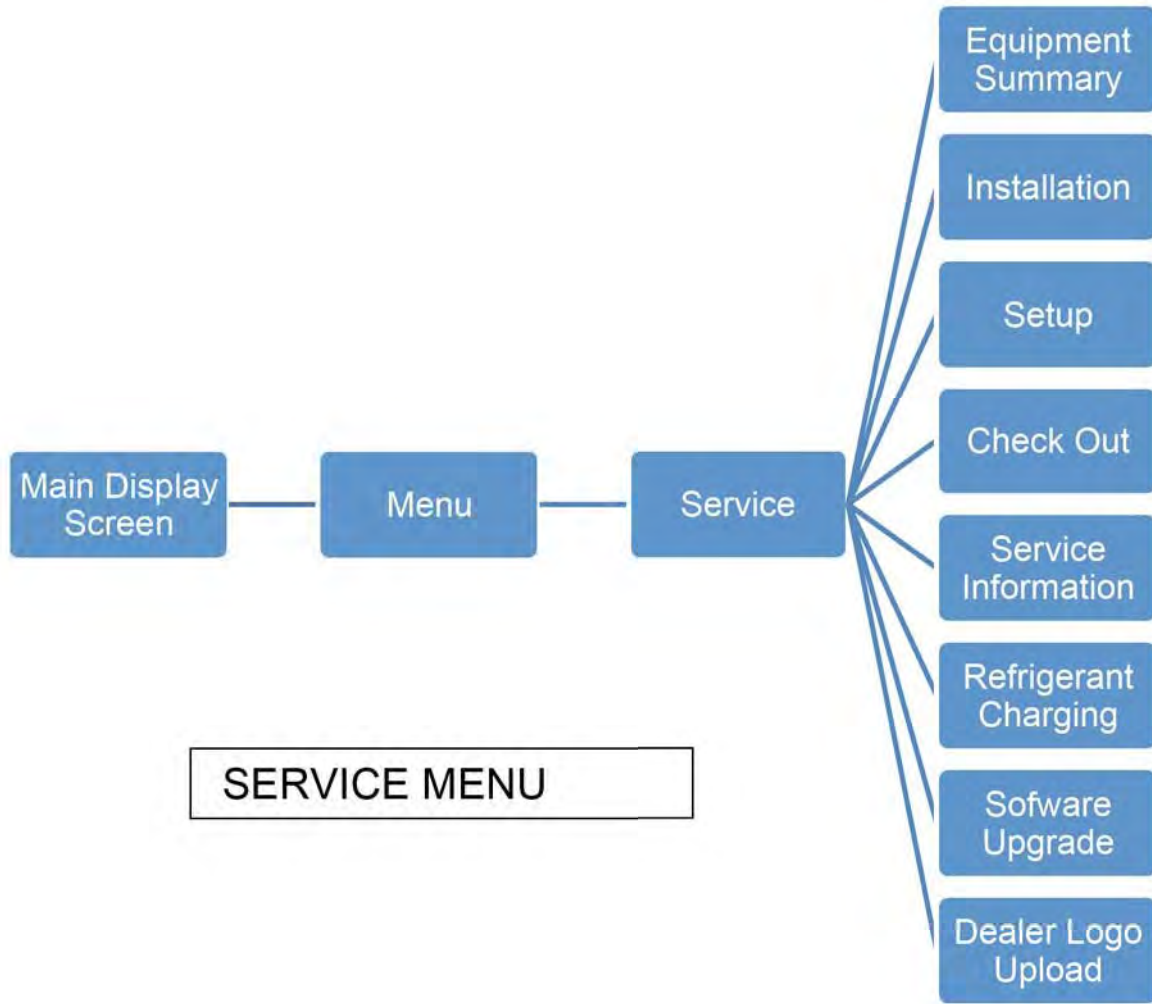 Main Display
Screen
Menu
Service
Equipment
Summary
Installation
Setup
Check Out
Service
Information
Refrigerant
Charging
Sofware
Upgrade
Dealer Logo
Upload
SERVICE MENU